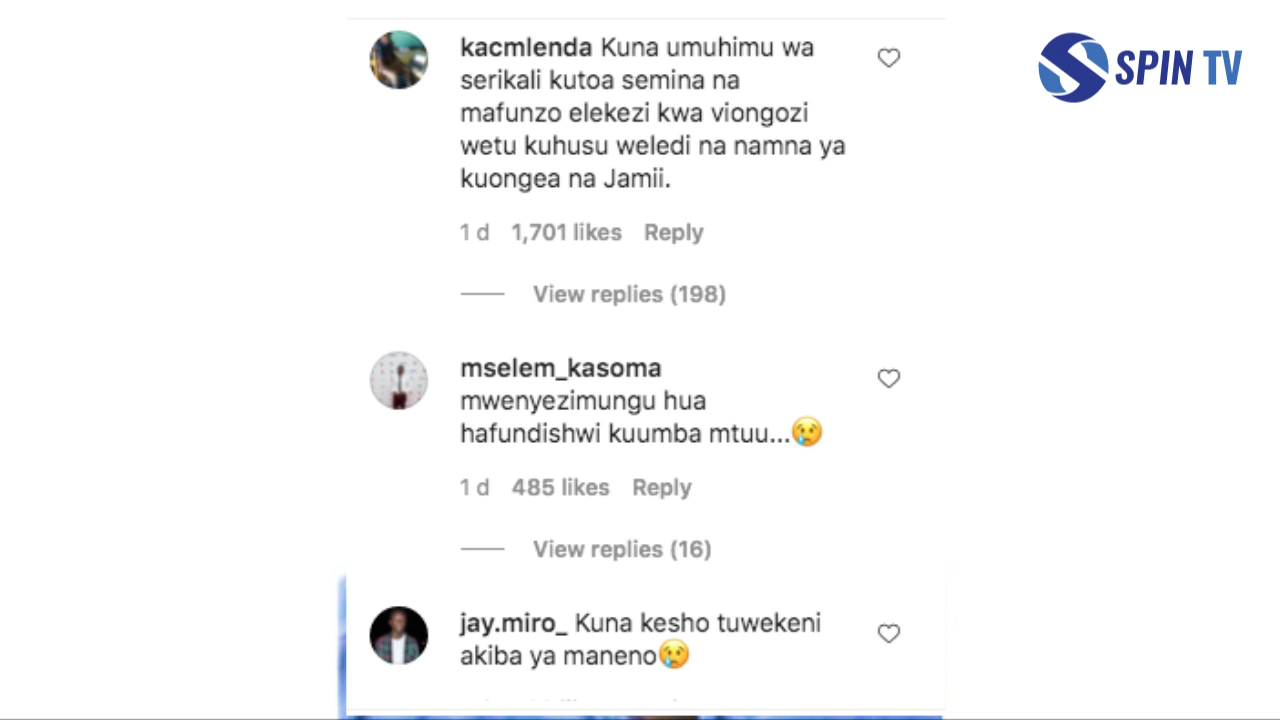 kacmlenda Kuna umuhimu wa
serikali kutoa semina na
mafunzo elekezi kwa viongozi
wetu kuhusu weledi na namna ya
kuongea na Jamii.
1 d 1,701 likes Reply
View replies (198)
mselem_kasoma
mwenyezimungu hua
hafundishwi kuumba mtuu...😢
1 d 485 likes Reply
View replies (16)
jay.miro_ Kuna kesho tuwekeni
akiba ya maneno😢
SPIN TV